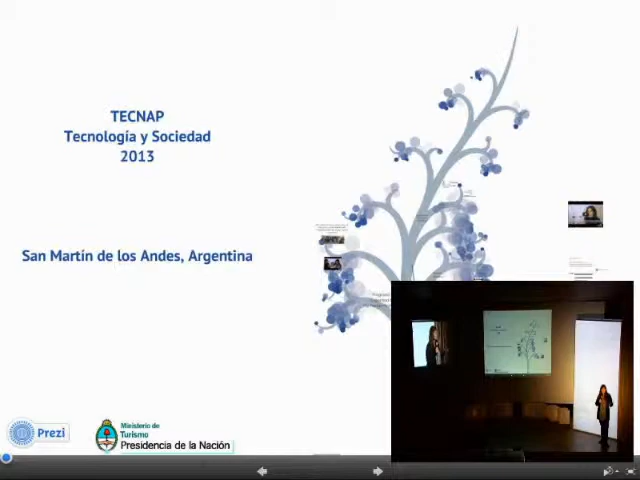 TECNAP
Tecnología y Sociedad
2013
San Martín de los Andes, Argentina
Prezi
Ministerio de
Turismo
Presidencia de la Nación